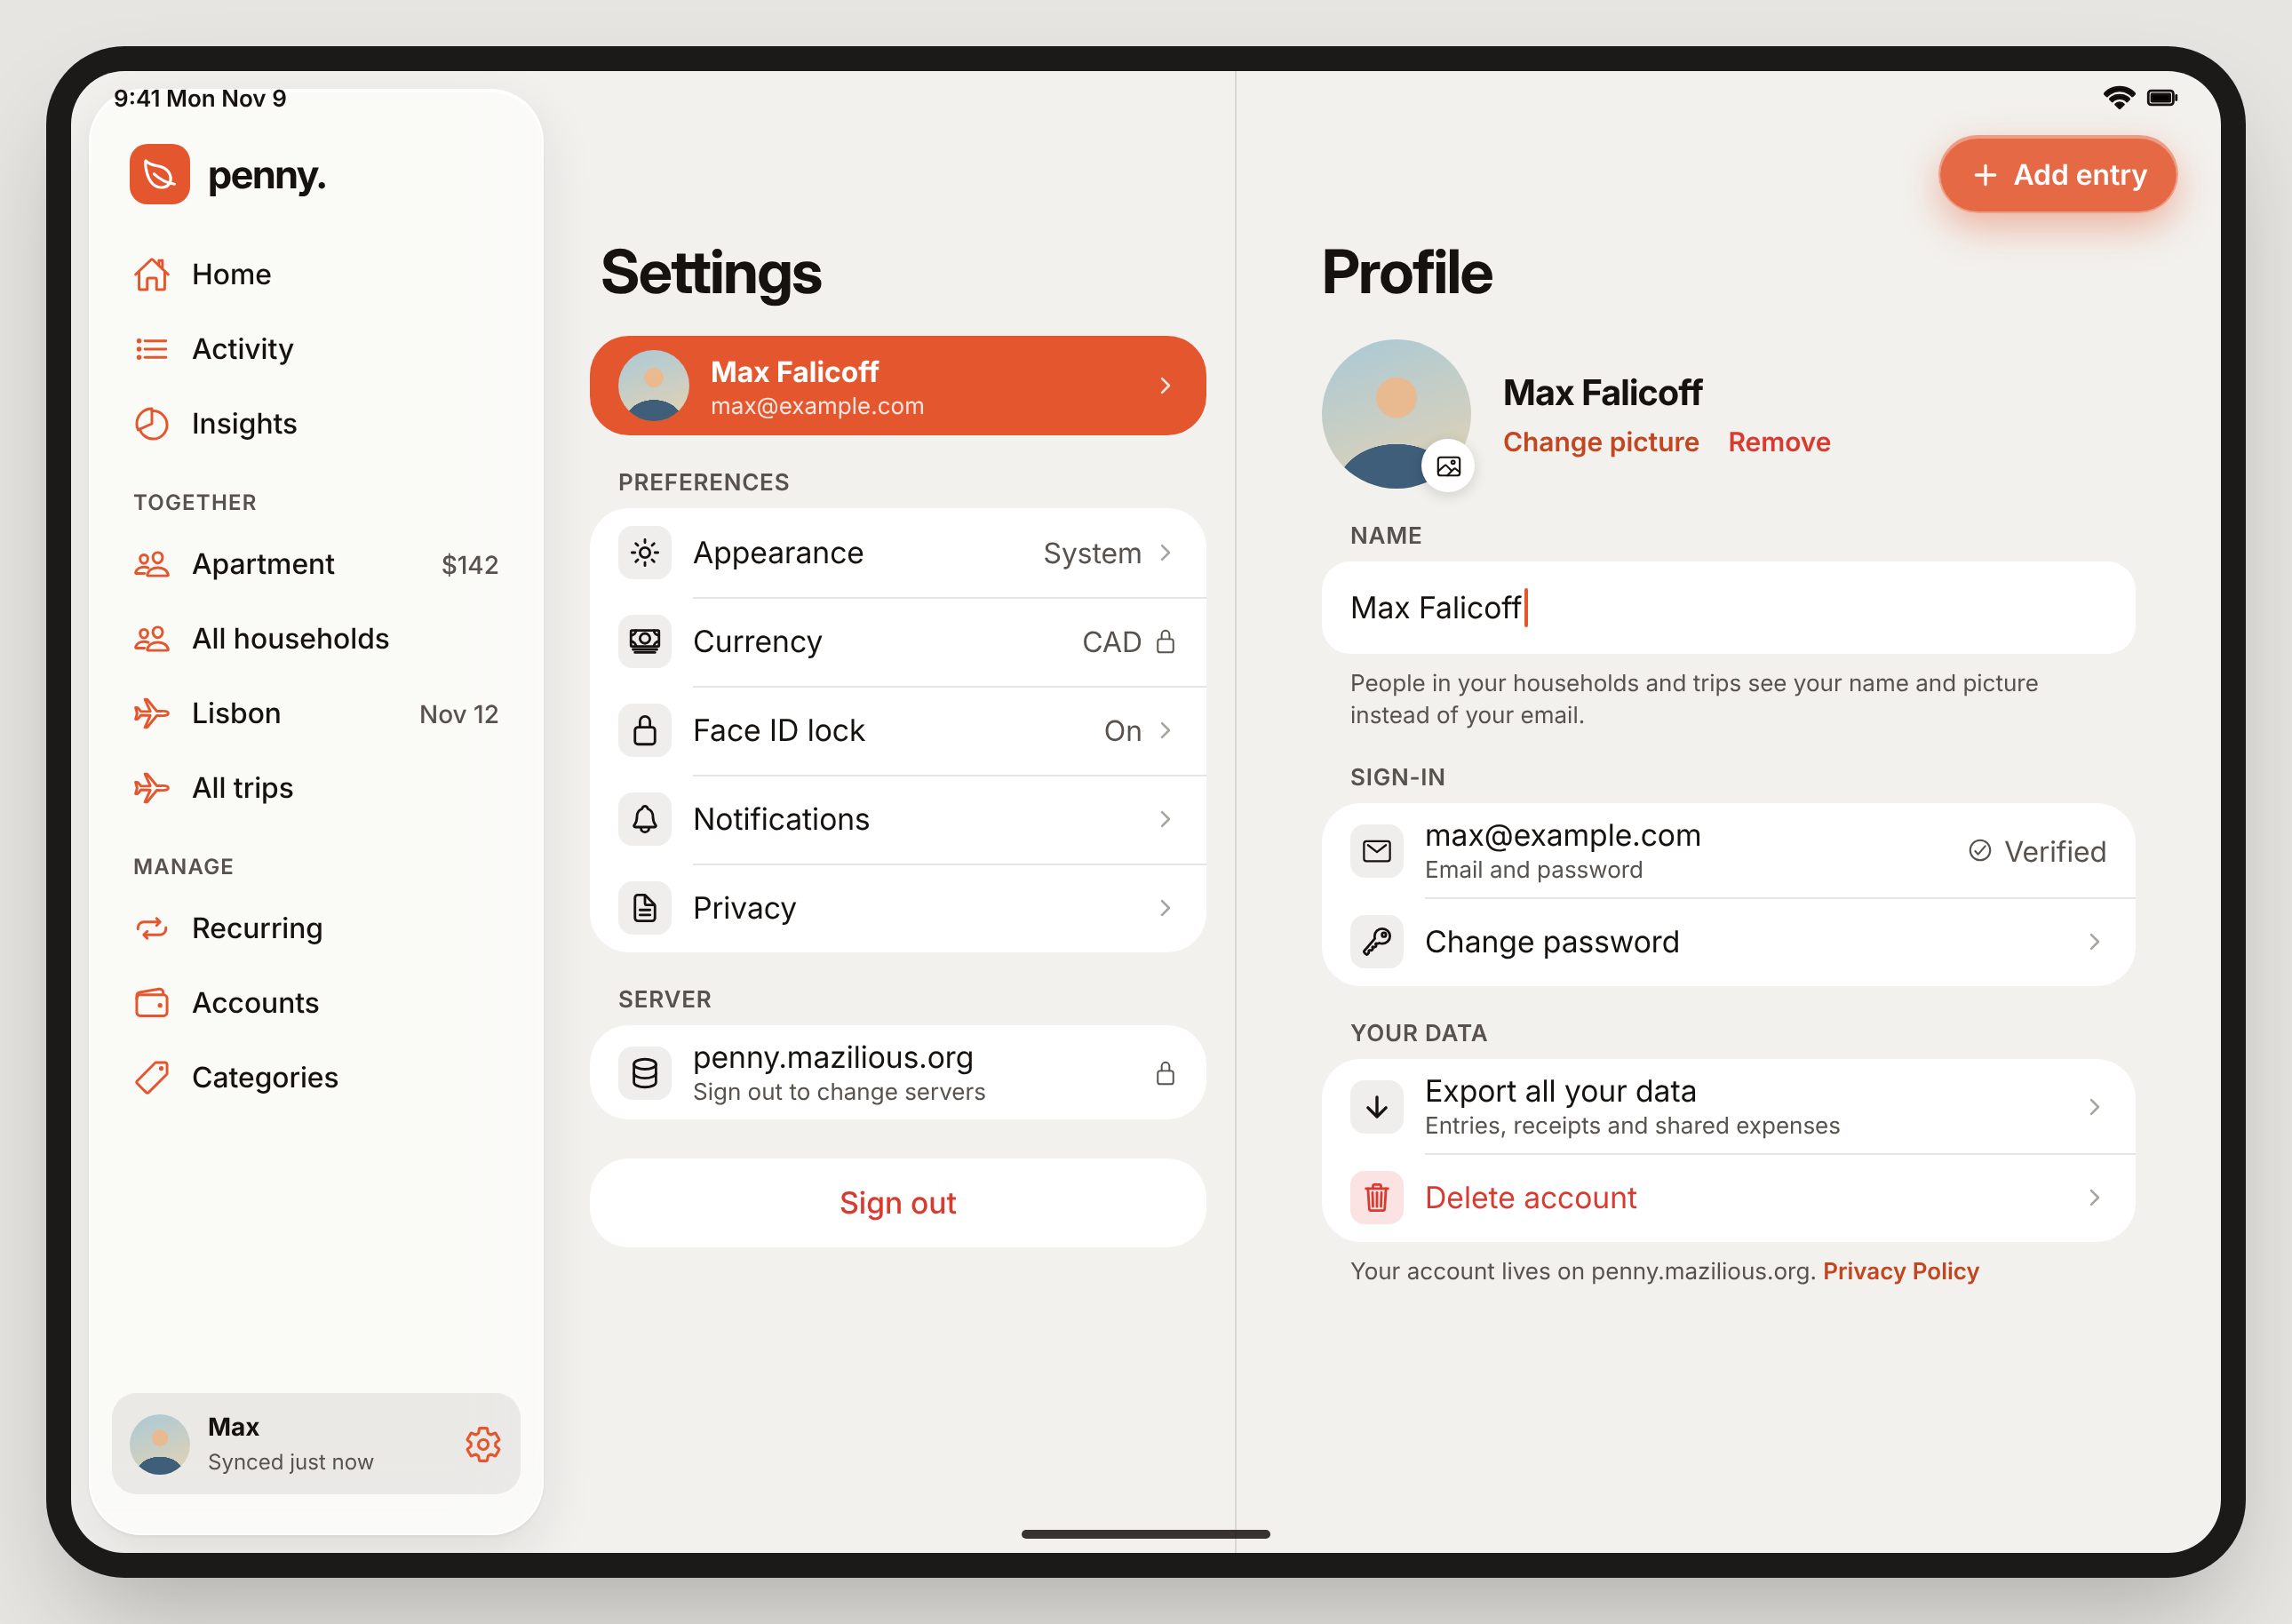 9:41 Mon Nov 9
penny.
Home
Activity
Insights
TOGETHER
Apartment $142
All households
Lisbon Nov 12
All trips
MANAGE
Recurring
Accounts
Categories
Max
Synced just now
Settings
Max Falicoff
max@example.com
PREFERENCES
Appearance System
Currency CAD
Face ID lock On
Notifications
Privacy
SERVER
penny.mazilious.org
Sign out to change servers
Sign out
Add entry
Profile
Max Falicoff
Change picture Remove
NAME
Max Falicoff
People in your households and trips see your name and picture
instead of your email.
SIGN-IN
max@example.com
Email and password
Verified
Change password
YOUR DATA
Export all your data
Entries, receipts and shared expenses
Delete account
Your account lives on penny.mazilious.org. Privacy Policy